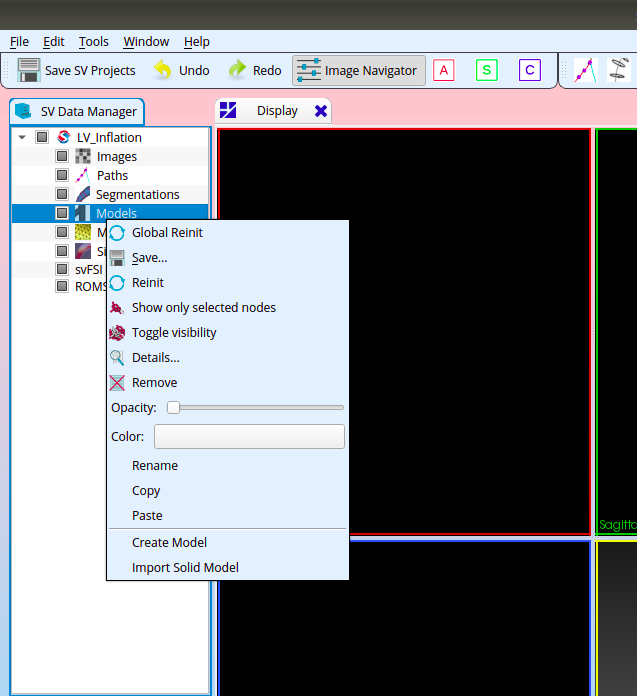 File Edit Tools Window Help
Save SV Projects Undo Redo Image Navigator A S C
SV Data Manager Display
LV_Inflation
Images
Paths
Segmentations
Models
M
Si
svFSI
ROMS
Global Reinit
Save...
Reinit
Show only selected nodes
Toggle visibility
Details...
Remove
Opacity:
Color:
Rename
Copy
Paste
Create Model
Import Solid Model
Sagitta